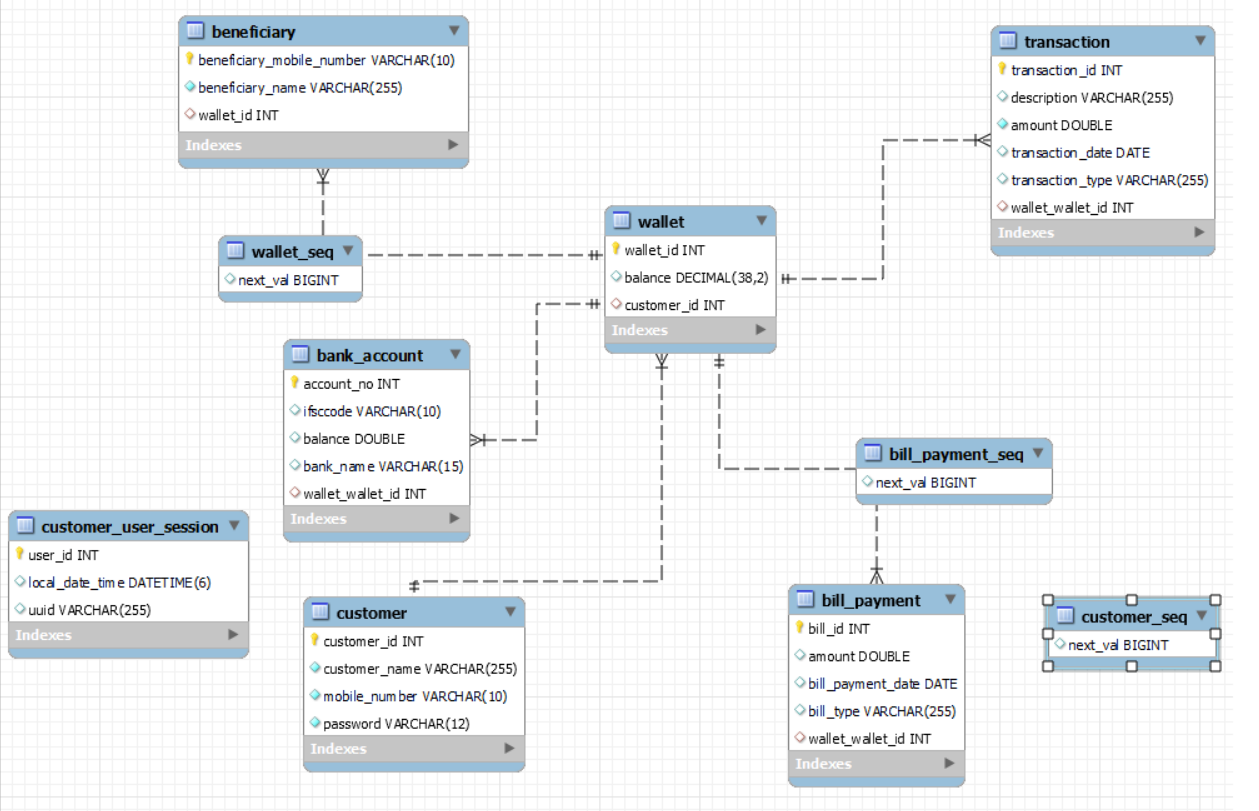 beneficiary
beneficiary_mobile_number VARCHAR(10)
beneficiary_name VARCHAR(255)
wallet_id INT
Indexes
transaction
transaction_id INT
description VARCHAR(255)
amount DOUBLE
transaction_date DATE
transaction_type VARCHAR(255)
wallet_wallet_id INT
Indexes
wallet_seq
next_val BIGINT
wallet
wallet_id INT
balance DECIMAL(38,2)
customer_id INT
Indexes
bank_account
account_no INT
ifsccode VARCHAR(10)
balance DOUBLE
bank_name VARCHAR(15)
wallet_wallet_id INT
Indexes
bill_payment_seq
next_val BIGINT
customer_user_session
user_id INT
local_date_time DATETIME(6)
uuid VARCHAR(255)
Indexes
customer
customer_id INT
customer_name VARCHAR(255)
mobile_number VARCHAR(10)
password VARCHAR(12)
Indexes
bill_payment
bill_id INT
amount DOUBLE
bill_payment_date DATE
bill_type VARCHAR(255)
wallet_wallet_id INT
Indexes
customer_seq
next_val BIGINT